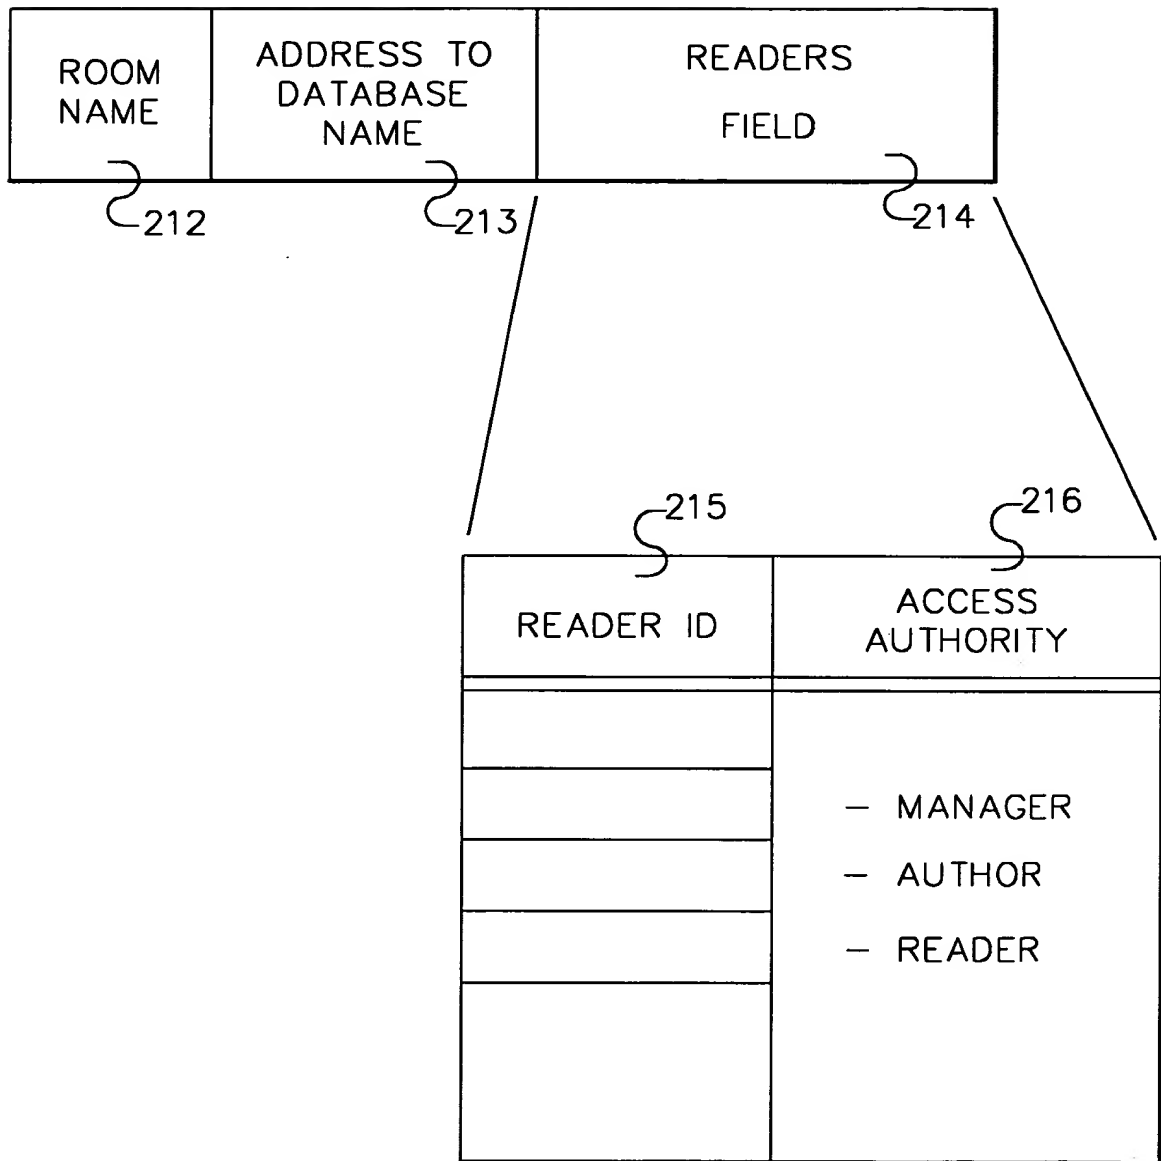 ROOM
NAME
ADDRESS TO
DATABASE
NAME
READERS
FIELD
212
213
214
215
216
READER ID
ACCESS
AUTHORITY
– MANAGER
– AUTHOR
– READER